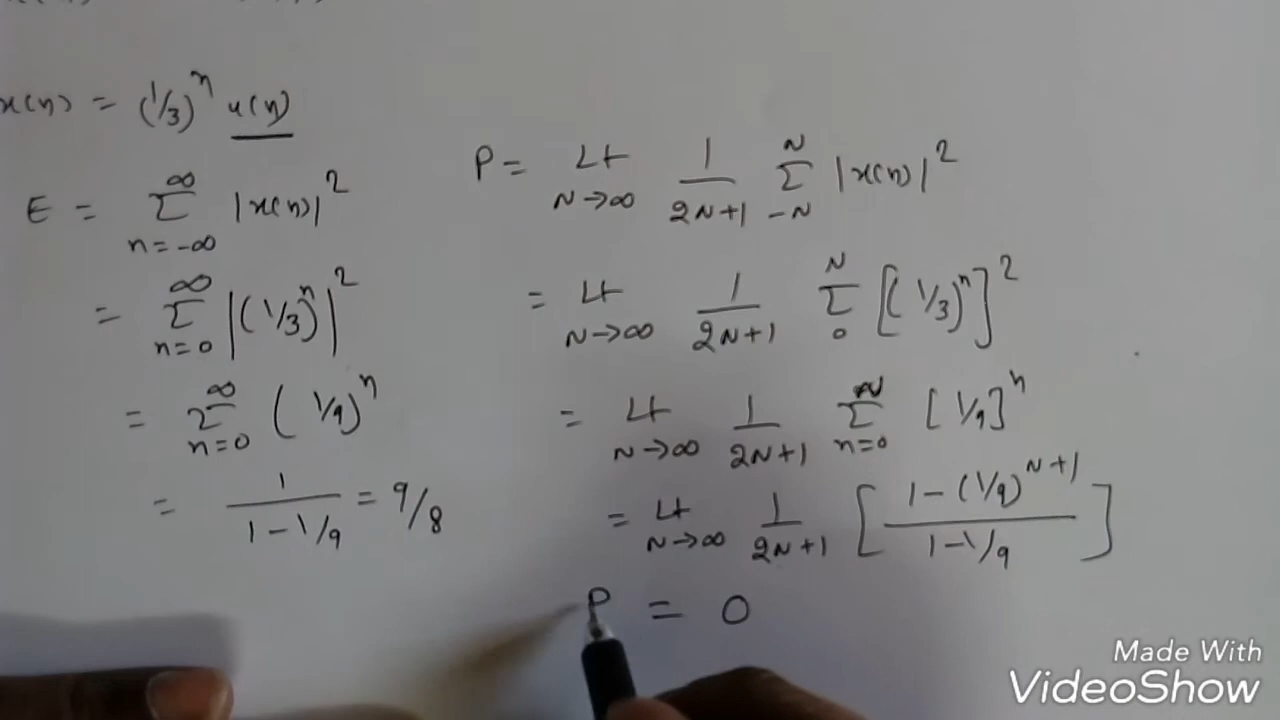 x(n) = (1/3)^n u(n)
E = Σ_{n=-∞}^{∞} |x(n)|^2
= Σ_{n=0}^{∞} |(1/3)^n|^2
= Σ_{n=0}^{∞} (1/9)^n
= 1/(1-1/9) = 9/8
P = Lt_{N→∞} 1/(2N+1) Σ_{-N}^{N} |x(n)|^2
= Lt_{N→∞} 1/(2N+1) Σ_{0}^{N} [(1/3)^n]^2
= Lt_{N→∞} 1/(2N+1) Σ_{n=0}^{N} [1/9]^n
= Lt_{N→∞} 1/(2N+1) [(1-(1/9)^{N+1})/(1-1/9)]
P = 0
Made With
VideoShow